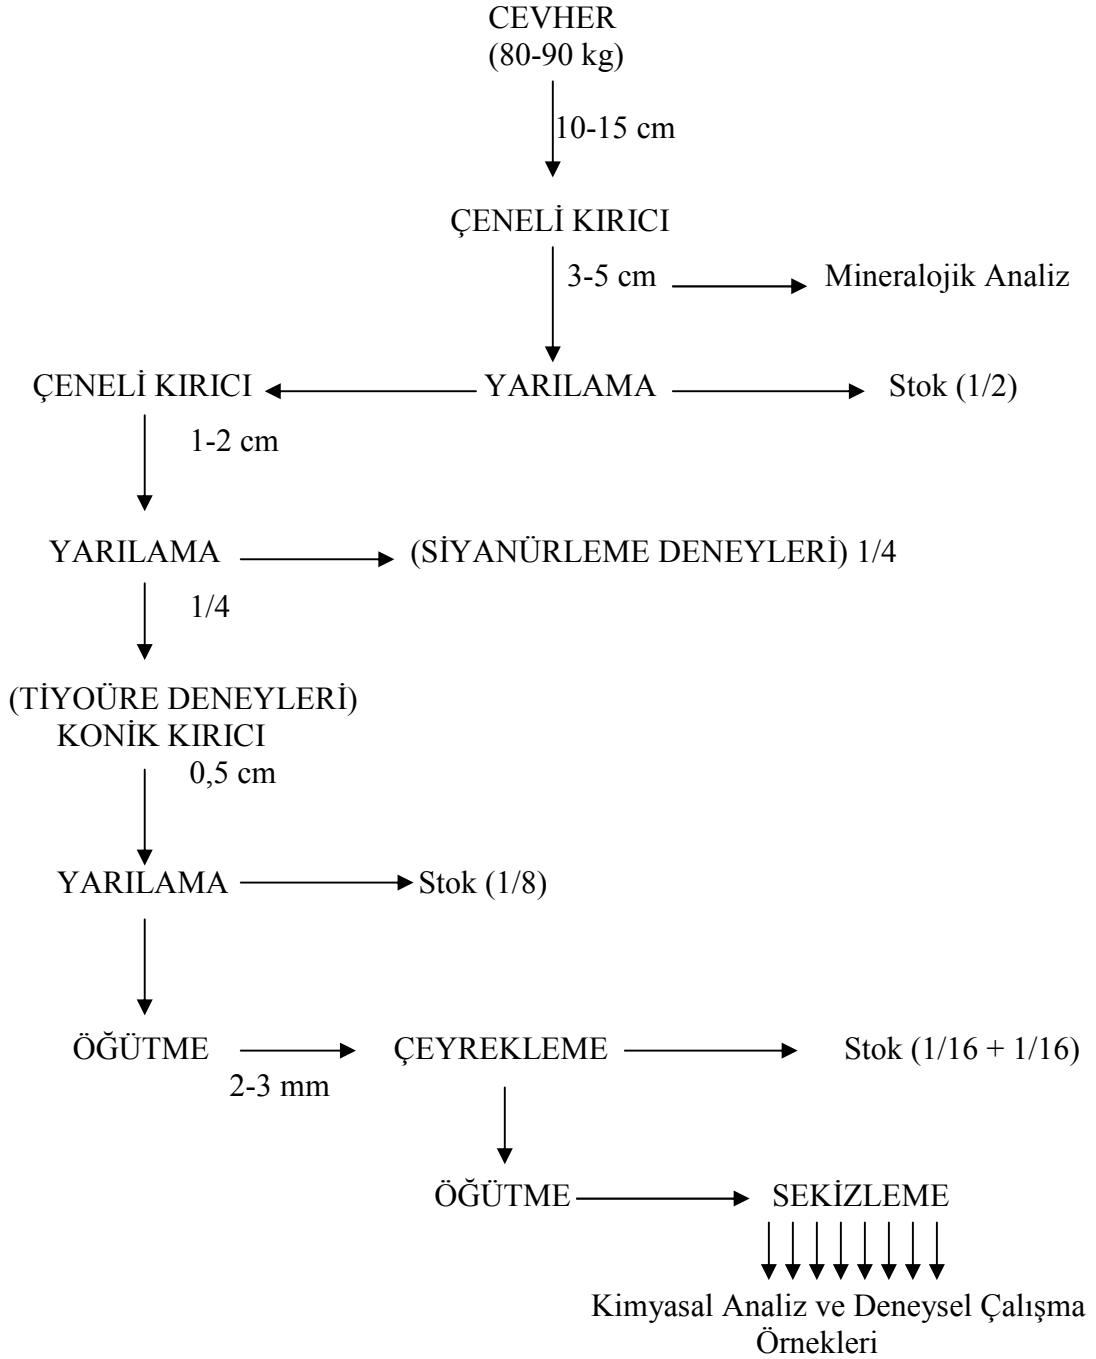 CEVHER
(80-90 kg)
10-15 cm
ÇENELİ KIRICI
3-5 cm
Mineralojik Analiz
ÇENELİ KIRICI
YARILAMA
Stok (1/2)
1-2 cm
YARILAMA
(SİYANÜRLEME DENEYLERİ) 1/4
1/4
(TİYOÜRE DENEYLERİ)
KONİK KIRICI
0,5 cm
YARILAMA
Stok (1/8)
ÖĞÜTME
ÇEYREKLEME
Stok (1/16 + 1/16)
2-3 mm
ÖĞÜTME
SEKİZLEME
Kimyasal Analiz ve Deneysel Çalışma
Örnekleri